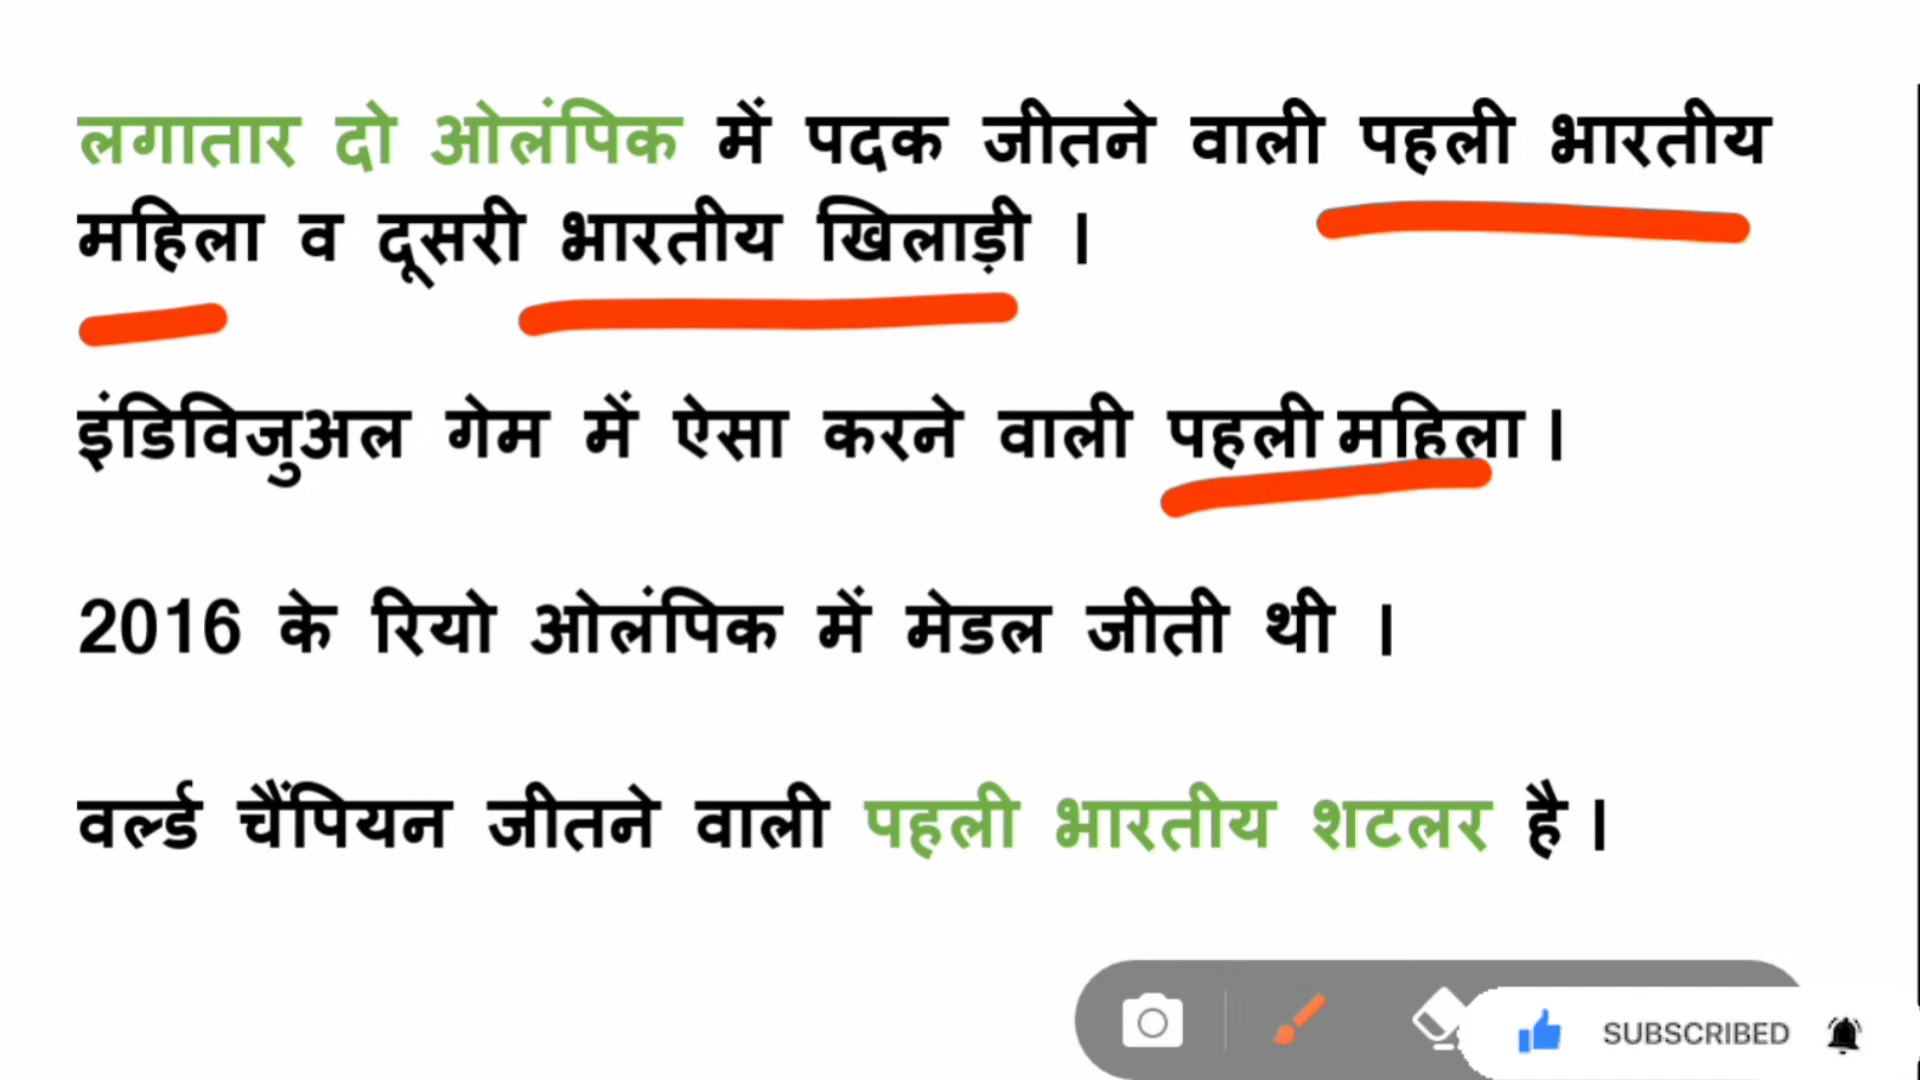 लगातार दो ओलंपिक में पदक जीतने वाली पहली भारतीय
महिला व दूसरी भारतीय खिलाड़ी ।
इंडिविजुअल गेम में ऐसा करने वाली पहली महिला ।
2016 के रियो ओलंपिक में मेडल जीती थी ।
वर्ल्ड चैंपियन जीतने वाली पहली भारतीय शटलर है ।
SUBSCRIBED